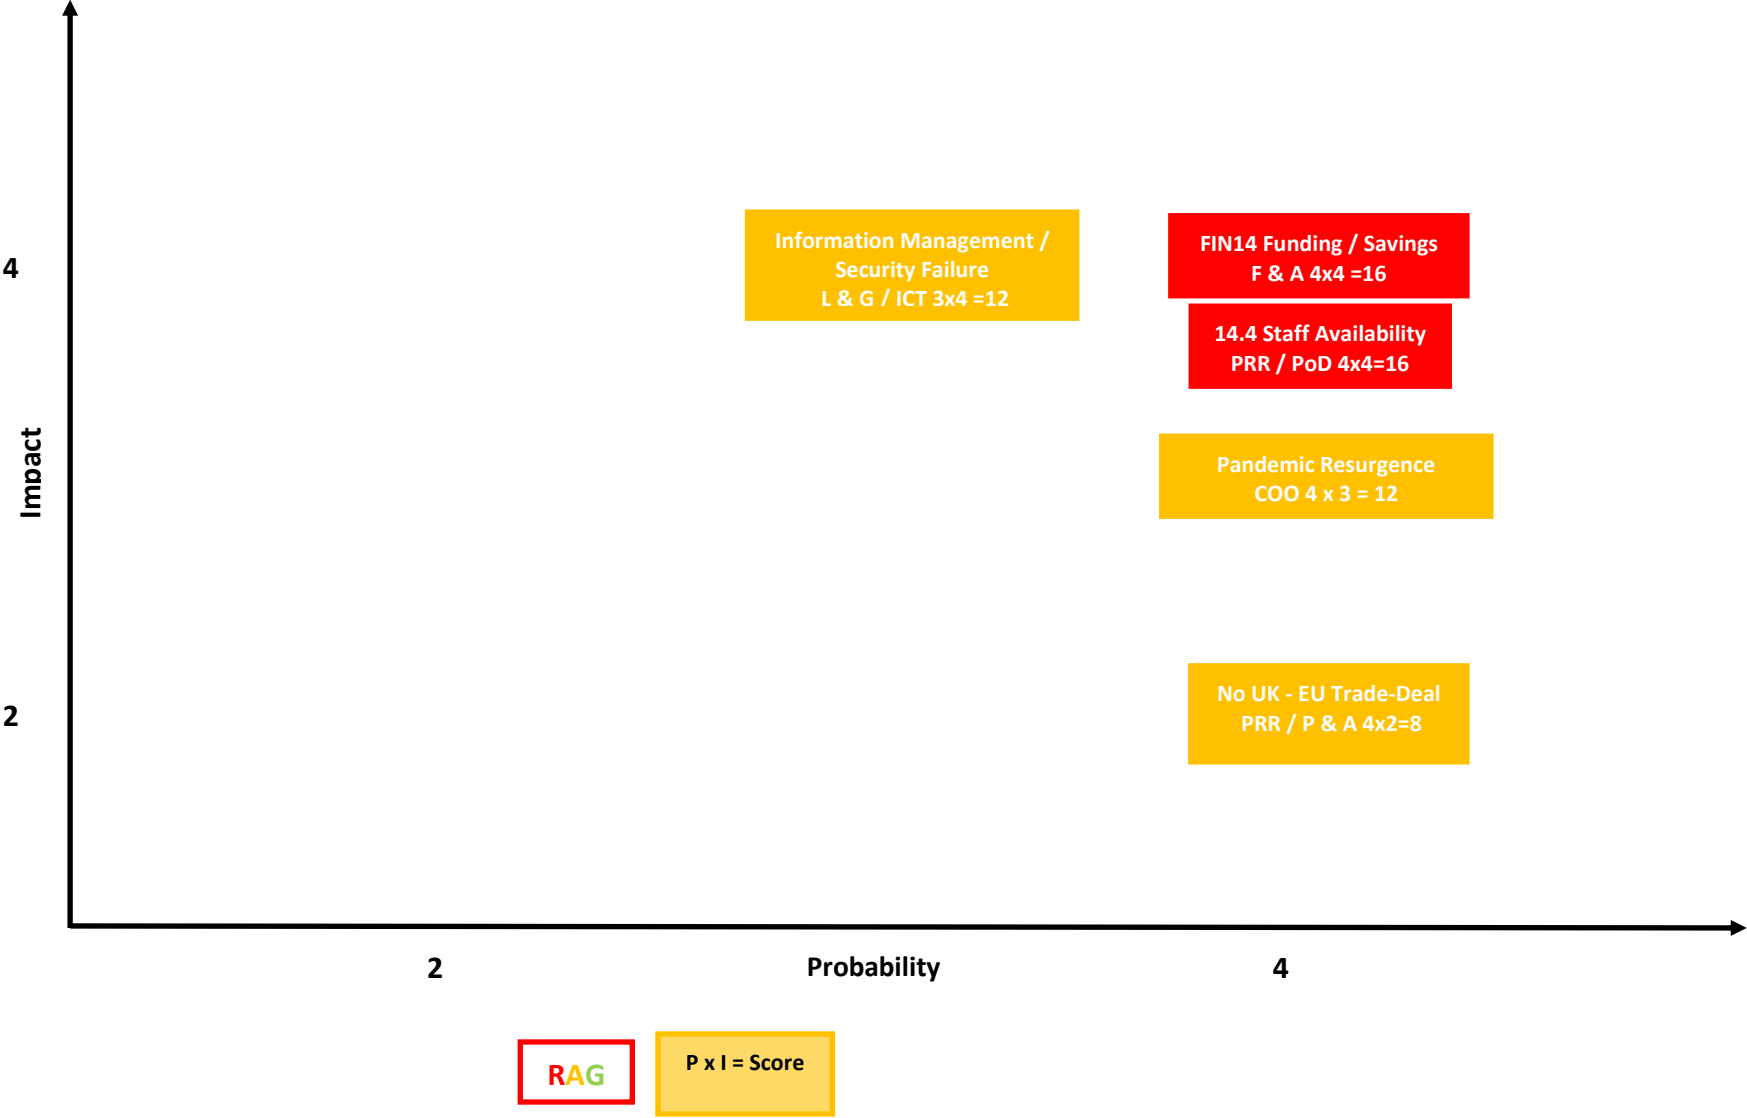 4
Information Management /
Security Failure
L & G / ICT 3x4 =12
FIN14 Funding / Savings
F & A 4x4 =16
14.4 Staff Availability
PRR / PoD 4x4=16
Impact
Pandemic Resurgence
COO 4 x 3 = 12
2
No UK - EU Trade-Deal
PRR / P & A 4x2=8
2
Probability
4
RAG
P x I = Score